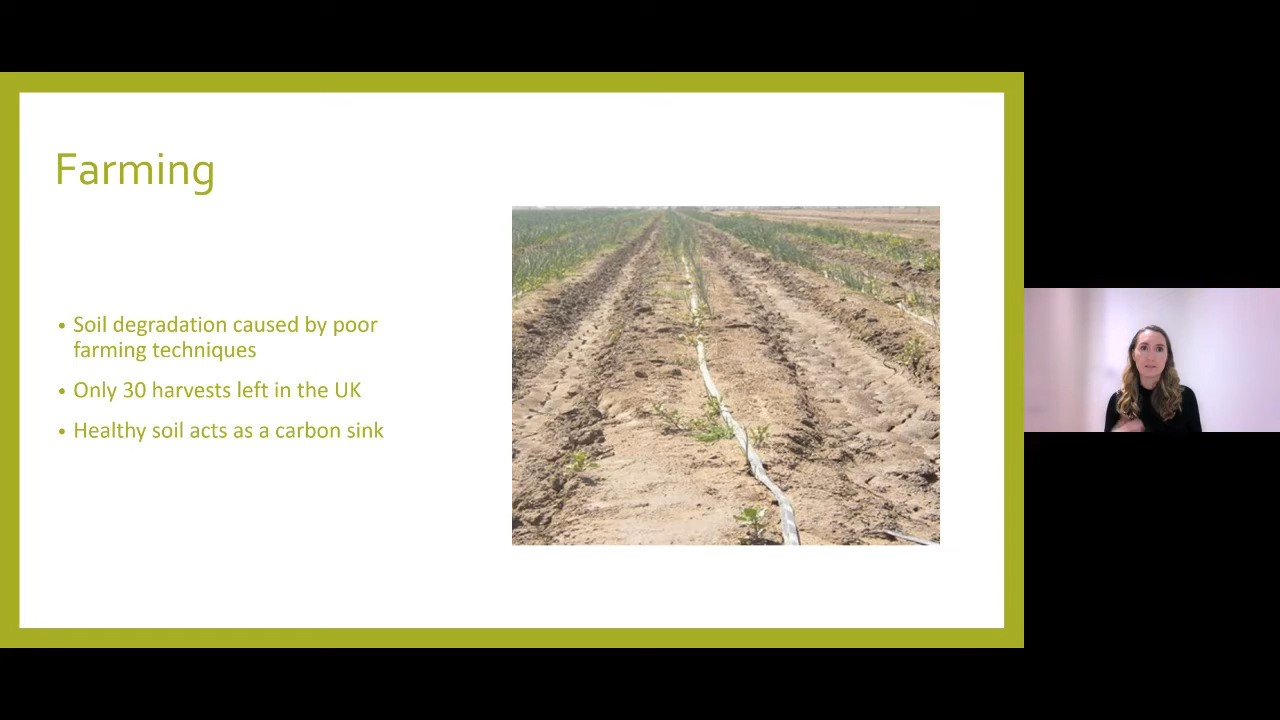 Farming
• Soil degradation caused by poor
farming techniques
• Only 30 harvests left in the UK
• Healthy soil acts as a carbon sink